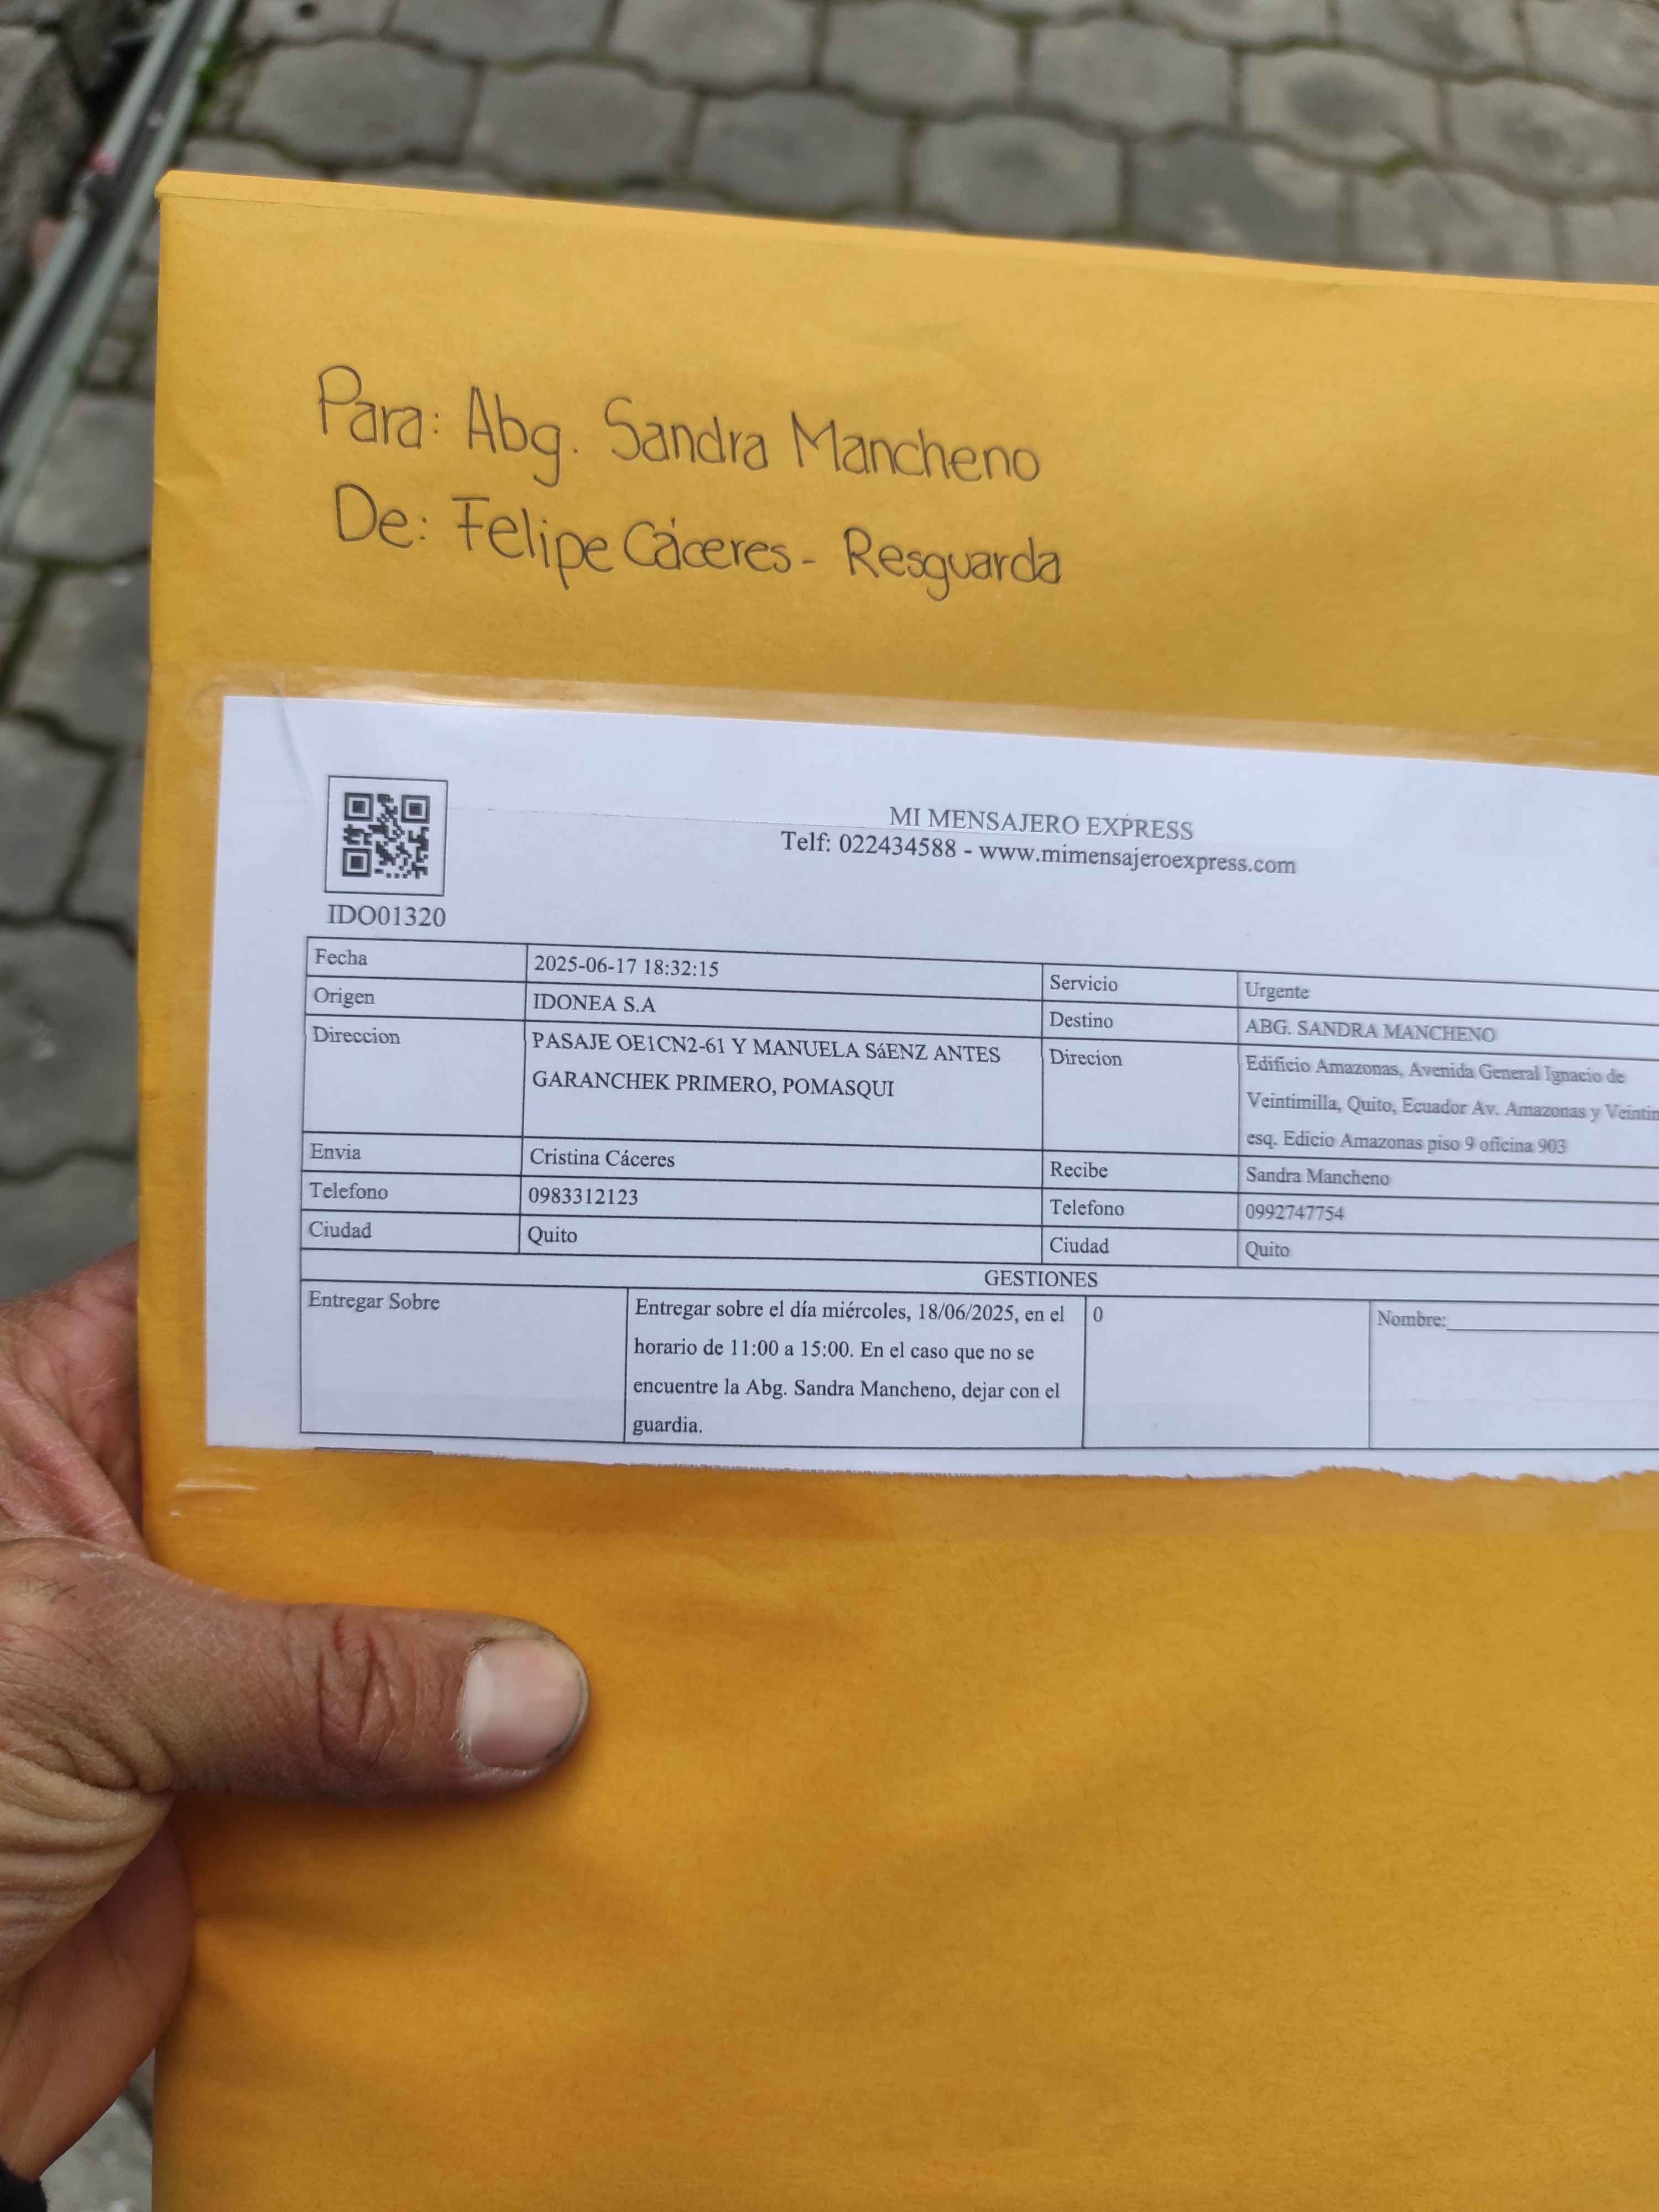 Para: Abg. Sandra Mancheno
De: Felipe Cáceres - Resguarda
MI MENSAJERO EXPRESS
Telf: 022434588 - www.mimensajeroexpress.com
IDO01320
Fecha 2025-06-17 18:32:15 Servicio Urgente
Origen IDONEA S.A Destino ABG. SANDRA MANCHENO
Direccion PASAJE OE1CN2-61 Y MANUELA SáENZ ANTES Direcion Edificio Amazonas, Avenida General Ignacio de
GARANCHEK PRIMERO, POMASQUI Veintimilla, Quito, Ecuador Av. Amazonas y
esq. Edicio Amazonas piso 9 oficina 903
Envia Cristina Cáceres Recibe Sandra Mancheno
Telefono 0983312123 Telefono 0992747754
Ciudad Quito Ciudad Quito
GESTIONES
Entregar Sobre Entregar sobre el día miércoles, 18/06/2025, en el 0 Nombre:
horario de 11:00 a 15:00. En el caso que no se
encuentre la Abg. Sandra Mancheno, dejar con el
guardia.